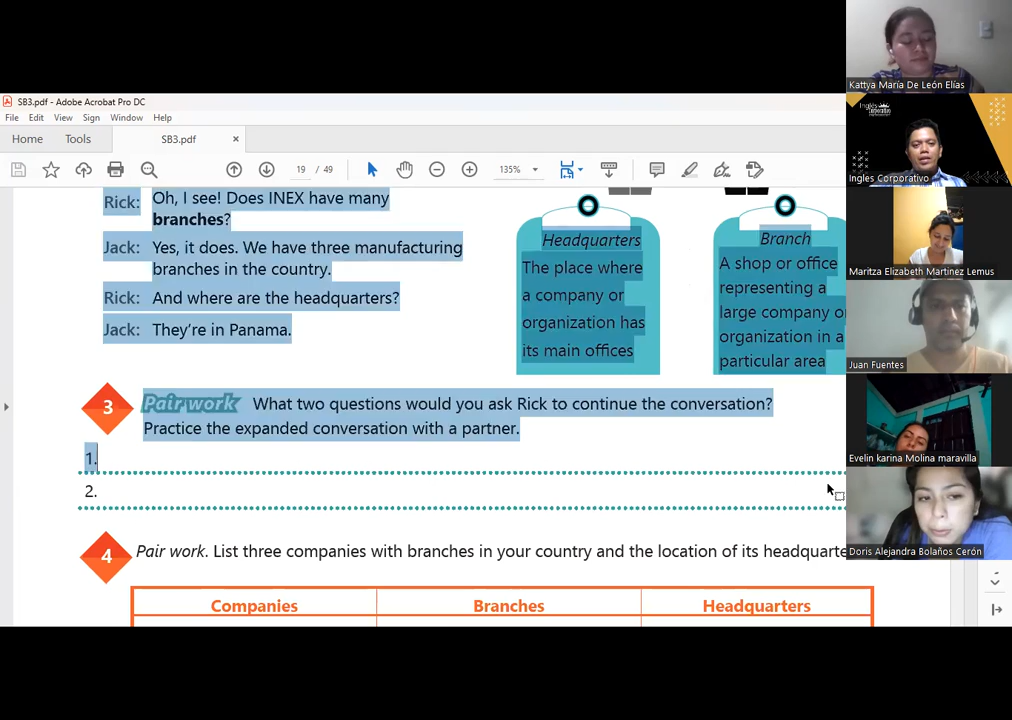 SB3.pdf - Adobe Acrobat Pro DC
File Edit View Sign Window Help
Home Tools SB3.pdf ×
19 / 49 135%
Rick: Oh, I see! Does INEX have many
branches?
Jack: Yes, it does. We have three manufacturing
branches in the country.
Rick: And where are the headquarters?
Jack: They're in Panama.
Headquarters
The place where
a company or
organization has
its main offices
Branch
A shop or office
representing a
large company or
organization in a
particular area
3 Pair work What two questions would you ask Rick to continue the conversation?
Practice the expanded conversation with a partner.
1.
2.
4 Pair work. List three companies with branches in your country and the location of its headquarte
Companies Branches Headquarters
Kattya María De León Elías
Inglés
Corporativo
Ingles Corporativo
Maritza Elizabeth Martinez Lemus
Juan Fuentes
Evelin karina Molina maravilla
Doris Alejandra Bolaños Cerón